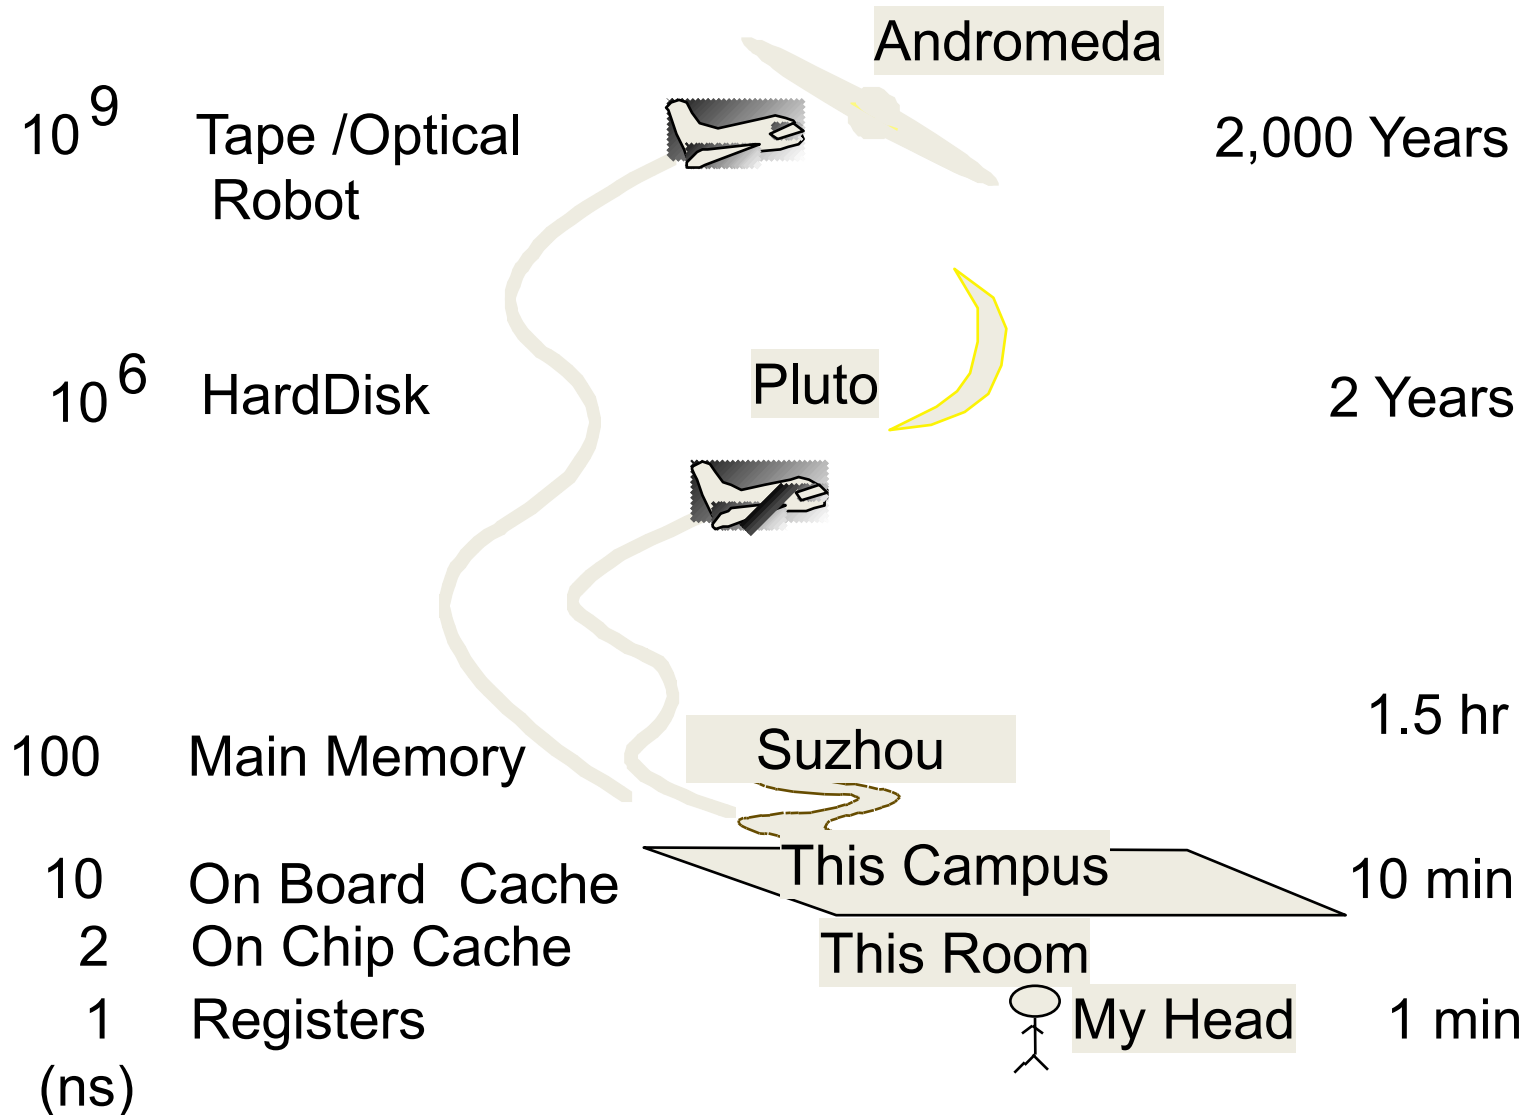 Andromeda
10 9 Tape /Optical 2,000 Years
Robot
10 6 HardDisk Pluto 2 Years
1.5 hr
100 Main Memory Suzhou
10 On Board Cache This Campus 10 min
2 On Chip Cache This Room
1 Registers My Head 1 min
(ns)